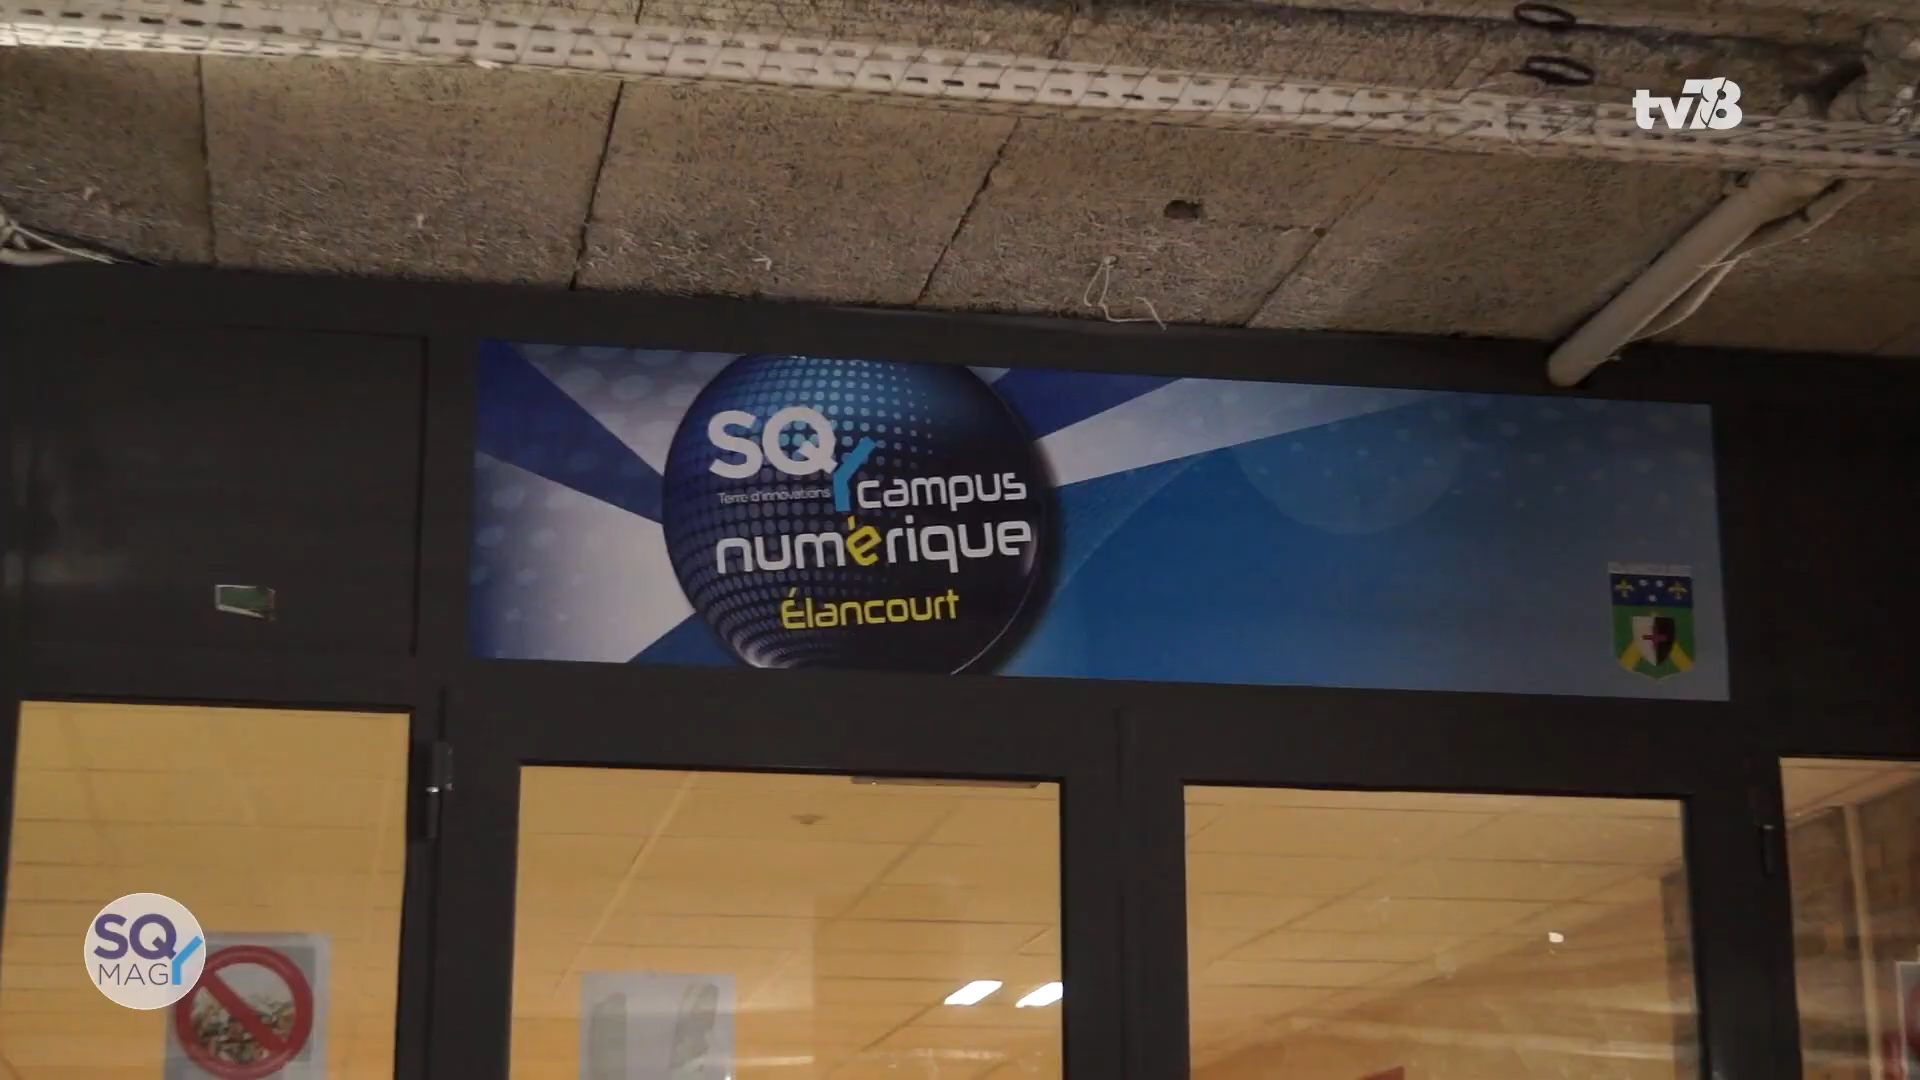 tv78
SQY
Terre d'innovations
campus
numérique
Élancourt
SQY
MAG